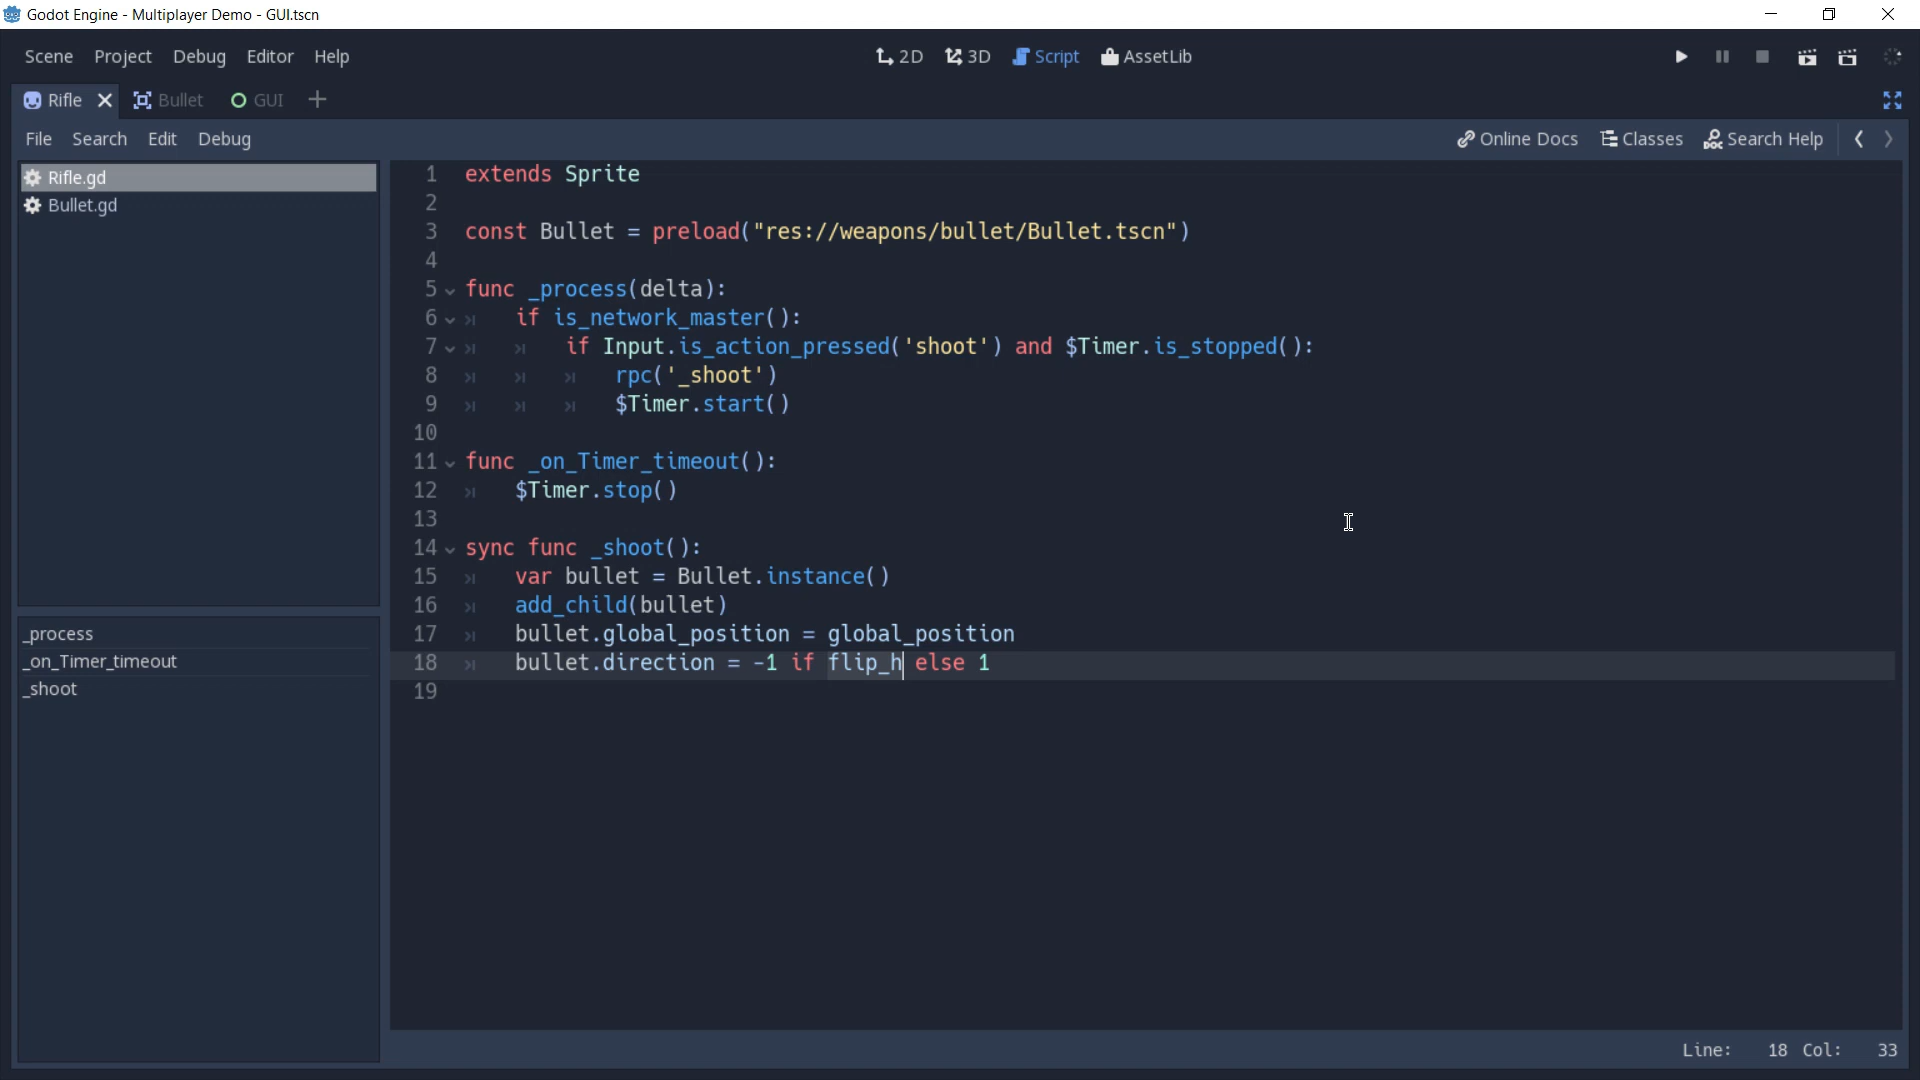 Godot Engine - Multiplayer Demo - GUI.tscn
Scene Project Debug Editor Help 2D 3D Script AssetLib
Rifle Bullet GUI
File Search Edit Debug Online Docs Classes Search Help
Rifle.gd
Bullet.gd
_process
_on_Timer_timeout
_shoot
1 extends Sprite
2
3 const Bullet = preload("res://weapons/bullet/Bullet.tscn")
4
5 func _process(delta):
6 if is_network_master():
7 if Input.is_action_pressed('shoot') and $Timer.is_stopped():
8 rpc('_shoot')
9 $Timer.start()
10
11 func _on_Timer_timeout():
12 $Timer.stop()
13
14 sync func _shoot():
15 var bullet = Bullet.instance()
16 add_child(bullet)
17 bullet.global_position = global_position
18 bullet.direction = -1 if flip_h else 1
19
Line: 18 Col: 33